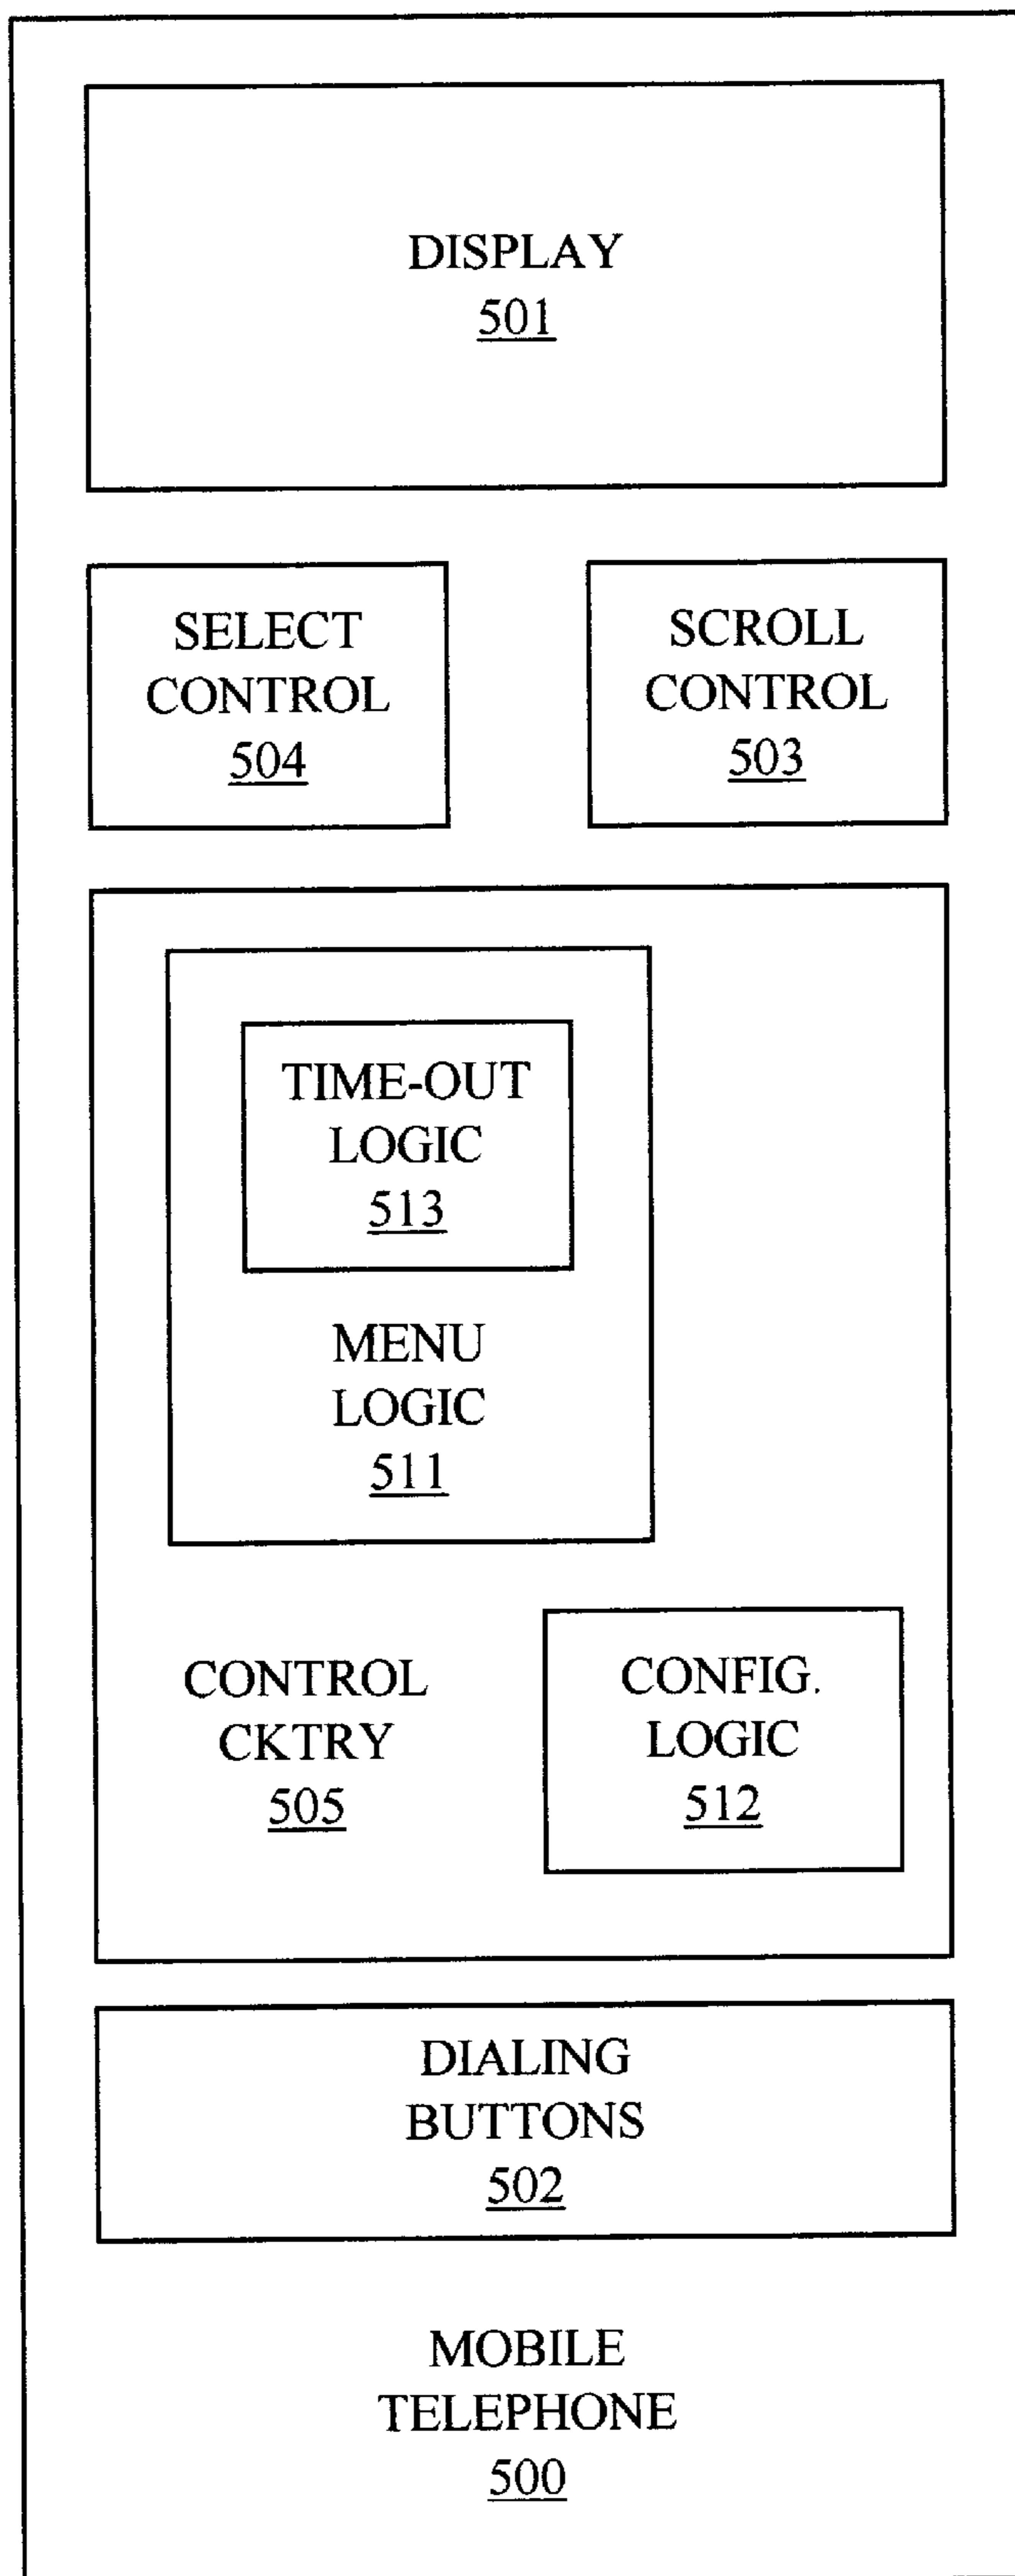 DISPLAY
501
SELECT
CONTROL
504
SCROLL
CONTROL
503
TIME-OUT
LOGIC
513
MENU
LOGIC
511
CONTROL
CKTRY
505
CONFIG.
LOGIC
512
DIALING
BUTTONS
502
MOBILE
TELEPHONE
500